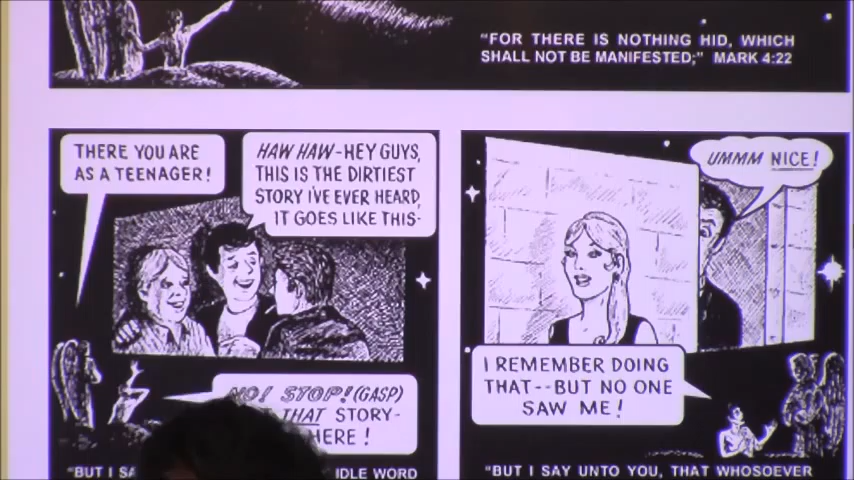 "FOR THERE IS NOTHING HID, WHICH
SHALL NOT BE MANIFESTED;" MARK 4:22
THERE YOU ARE
AS A TEENAGER!
HAW HAW-HEY GUYS,
THIS IS THE DIRTIEST
STORY I'VE EVER HEARD,
IT GOES LIKE THIS-
NO! STOP! (GASP)
THAT STORY-
HERE!
"BUT I SA
IDLE WORD
UMMM NICE!
I REMEMBER DOING
THAT--BUT NO ONE
SAW ME!
"BUT I SAY UNTO YOU, THAT WHOSOEVER